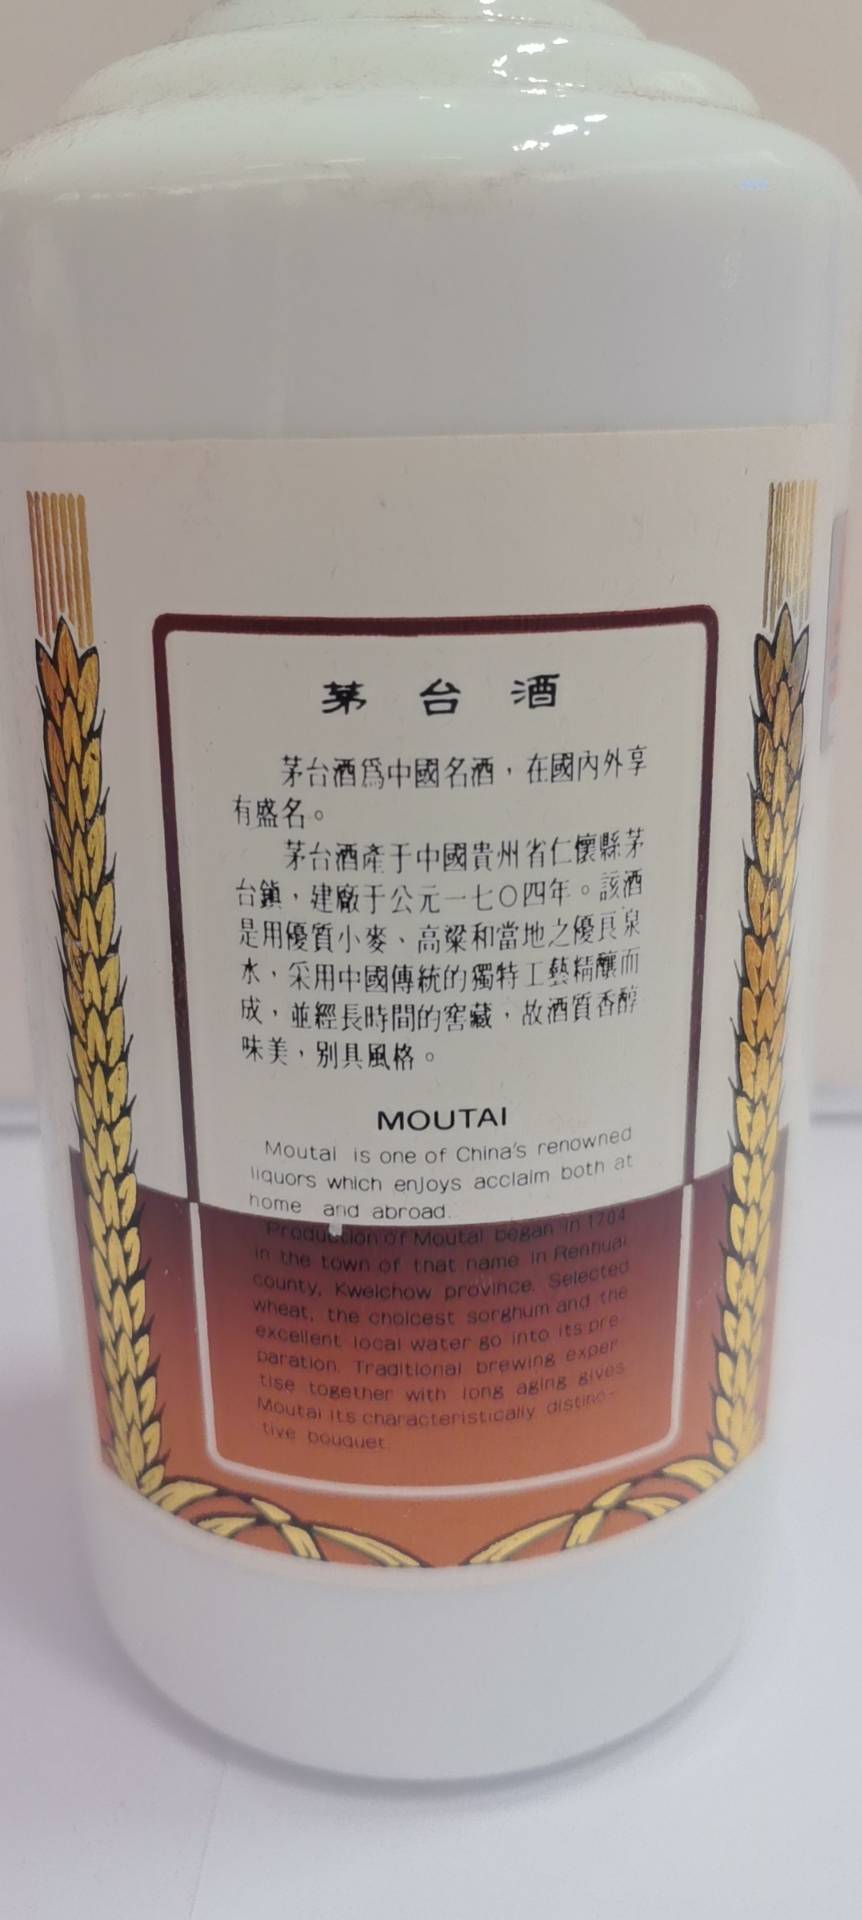 茅台酒
茅台酒爲中國名酒，在國內外享
有盛名。
茅台酒產于中國貴州省仁懷縣茅
台鎮，建廠于公元一七〇四年。該酒
是用優質小麥、高粱和當地之優良泉
水，采用中國傳統的獨特工藝精釀而
成，並經長時間的窖藏，故酒質香醇
味美，別具風格。
MOUTAI
Moutai is one of China's renowned
liquors which enjoys acclaim both at
home and abroad.
Production of Moutai began in 1704
in the town of that name in Renhuai
county, Kweichow province. Selected
wheat, the choicest sorghum and the
excellent local water go into its pre-
paration. Traditional brewing exper-
tise together with long aging gives
Moutai its characteristically distinc-
tive bouquet.